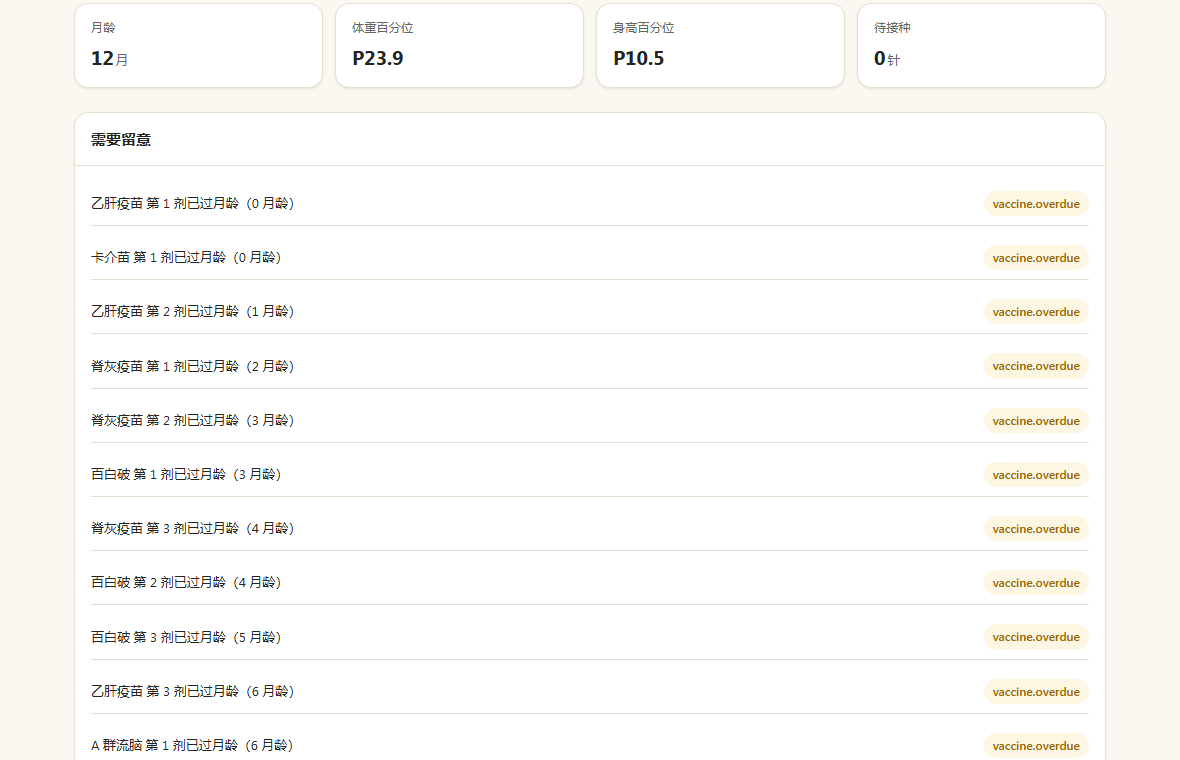 月龄
12月
体重百分位
P23.9
身高百分位
P10.5
待接种
0针
需要留意
乙肝疫苗 第 1 剂已过月龄（0 月龄） vaccine.overdue
卡介苗 第 1 剂已过月龄（0 月龄） vaccine.overdue
乙肝疫苗 第 2 剂已过月龄（1 月龄） vaccine.overdue
脊灰疫苗 第 1 剂已过月龄（2 月龄） vaccine.overdue
脊灰疫苗 第 2 剂已过月龄（3 月龄） vaccine.overdue
百白破 第 1 剂已过月龄（3 月龄） vaccine.overdue
脊灰疫苗 第 3 剂已过月龄（4 月龄） vaccine.overdue
百白破 第 2 剂已过月龄（4 月龄） vaccine.overdue
百白破 第 3 剂已过月龄（5 月龄） vaccine.overdue
乙肝疫苗 第 3 剂已过月龄（6 月龄） vaccine.overdue
A 群流脑 第 1 剂已过月龄（6 月龄） vaccine.overdue